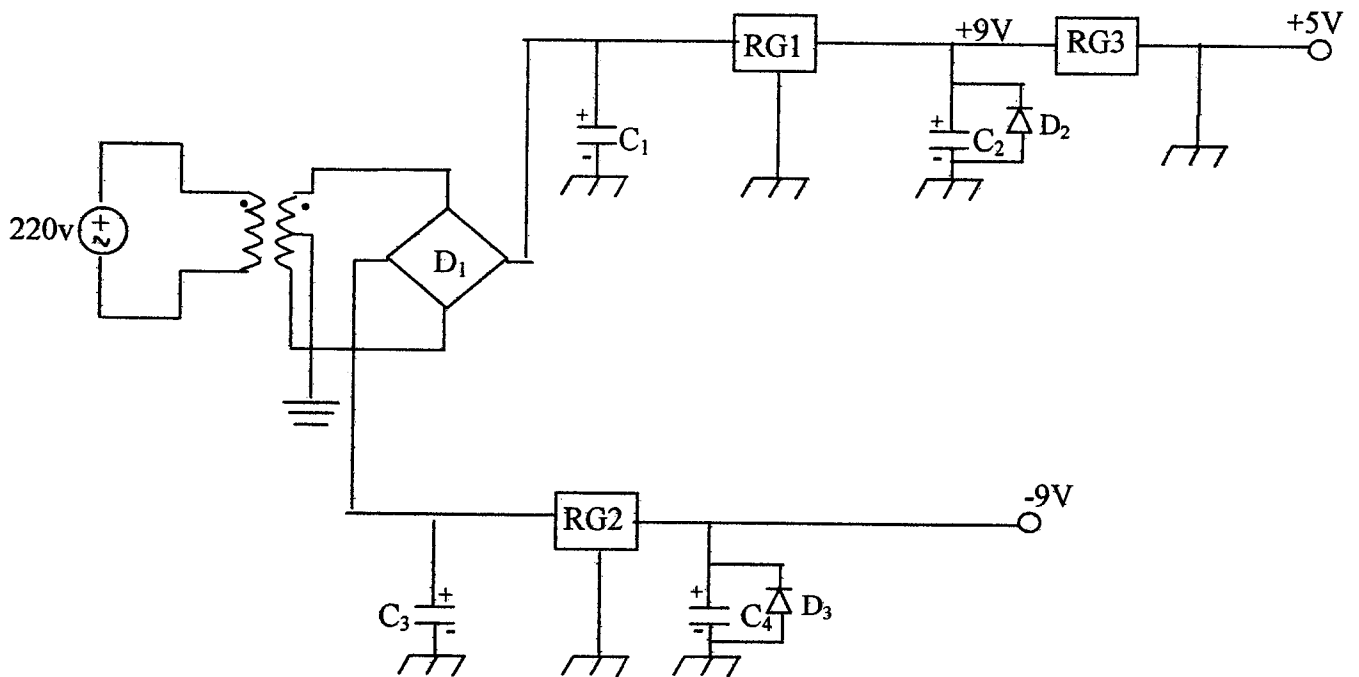 +5V
RG1
+9V
RG3
+
C₁
-
+
C₂
-
D₂
220v
+
~
D₁
-9V
RG2
C₃
+
-
+
C₄
-
D₃